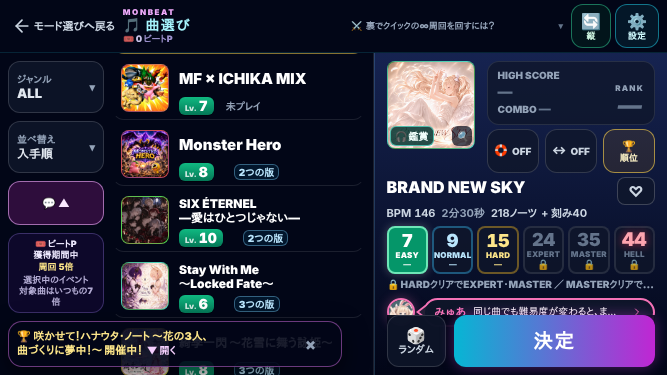 モード選びへ戻る
MONBEAT
🎵 曲選び
🎟 0 ビートP
⚔ 裏でクイックの∞周回を回すには?
▼
縦
設定
ジャンル
ALL
▼
並べ替え
入手順
▼
💬 ▲
🎟 ビートP
獲得期間中
周回 5倍
選択中のイベント
対象曲はいつもの7
倍
MF × ICHIKA MIX
Lv. 7
未プレイ
Monster Hero
MONSTER
HERO
Lv. 8
2つの版
SIX ÉTERNEL
―愛はひとつじゃない―
Lv. 10
2つの版
Stay With Me
〜Locked Fate〜
Lv. 6
3つの版
Lv. 8
3つの版
🏆 咲かせて!ハナウタ・ノート 〜花の3人、
曲づくりに夢中!〜 開催中! ▼ 開く
✖
🎧 鑑賞
HIGH SCORE
—
COMBO —
RANK
—
OFF
↔ OFF
🏆
順位
BRAND NEW SKY
♡
BPM 146 2分30秒 218ノーツ + 刻み40
7
EASY
—
9
NORMAL
—
15
HARD
—
24
EXPERT
35
MASTER
44
HELL
🔒HARDクリアでEXPERT・MASTER ／ MASTERクリアで…
みゅあ 同じ曲でも難易度が変わると、ま…
ランダム
決定